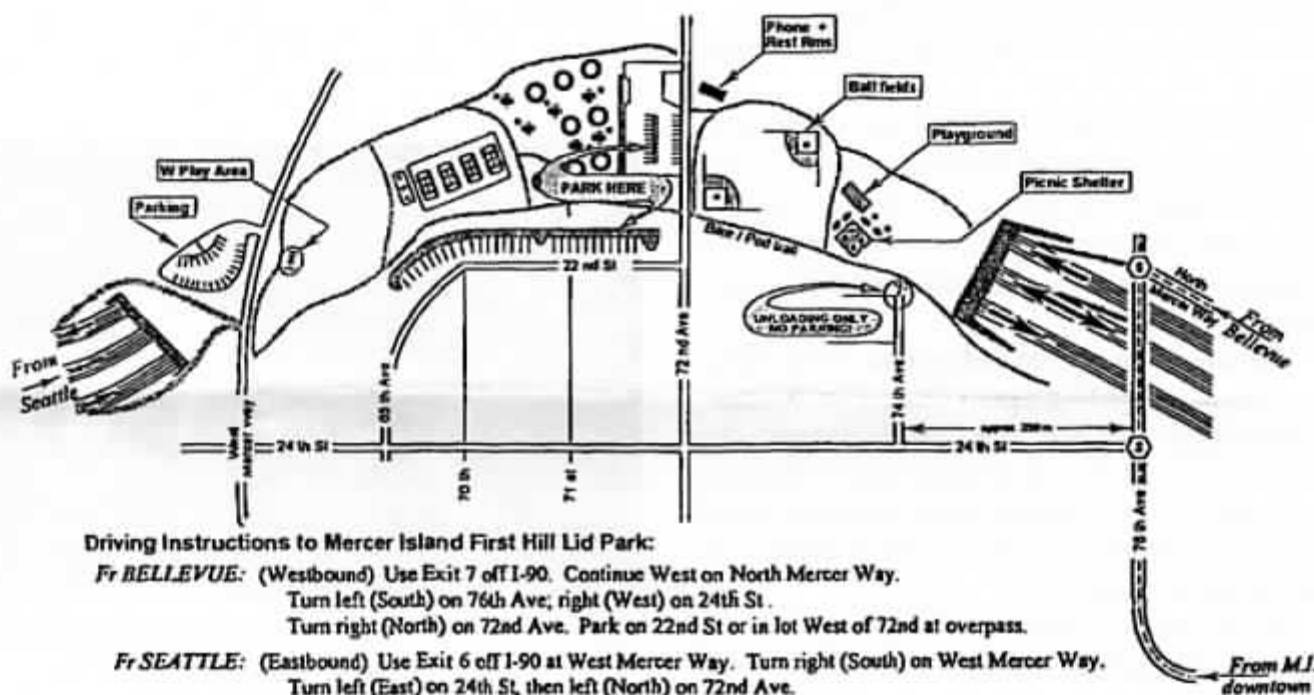 Phone +
Rest Rms
Ball fields
Playground
W Play Area
PARK HERE
Picnic Shelter
Parking
Bike / Ped trail
22 nd St
North
Mercer Way
UNLOADING ONLY
NO PARKING!
From
Bellevue
From
Seattle
72 nd Ave
74 th Ave
West
Mercer Way
24 th St
24 th St
70 th
71 st
76th Ave
Driving Instructions to Mercer Island First Hill Lid Park:
Fr BELLEVUE: (Westbound) Use Exit 7 off I-90. Continue West on North Mercer Way.
Turn left (South) on 76th Ave; right (West) on 24th St.
Turn right (North) on 72nd Ave. Park on 22nd St or in lot West of 72nd at overpass.
Fr SEATTLE: (Eastbound) Use Exit 6 off I-90 at West Mercer Way. Turn right (South) on West Mercer Way.
Turn left (East) on 24th St, then left (North) on 72nd Ave.
From M.I.
downtown